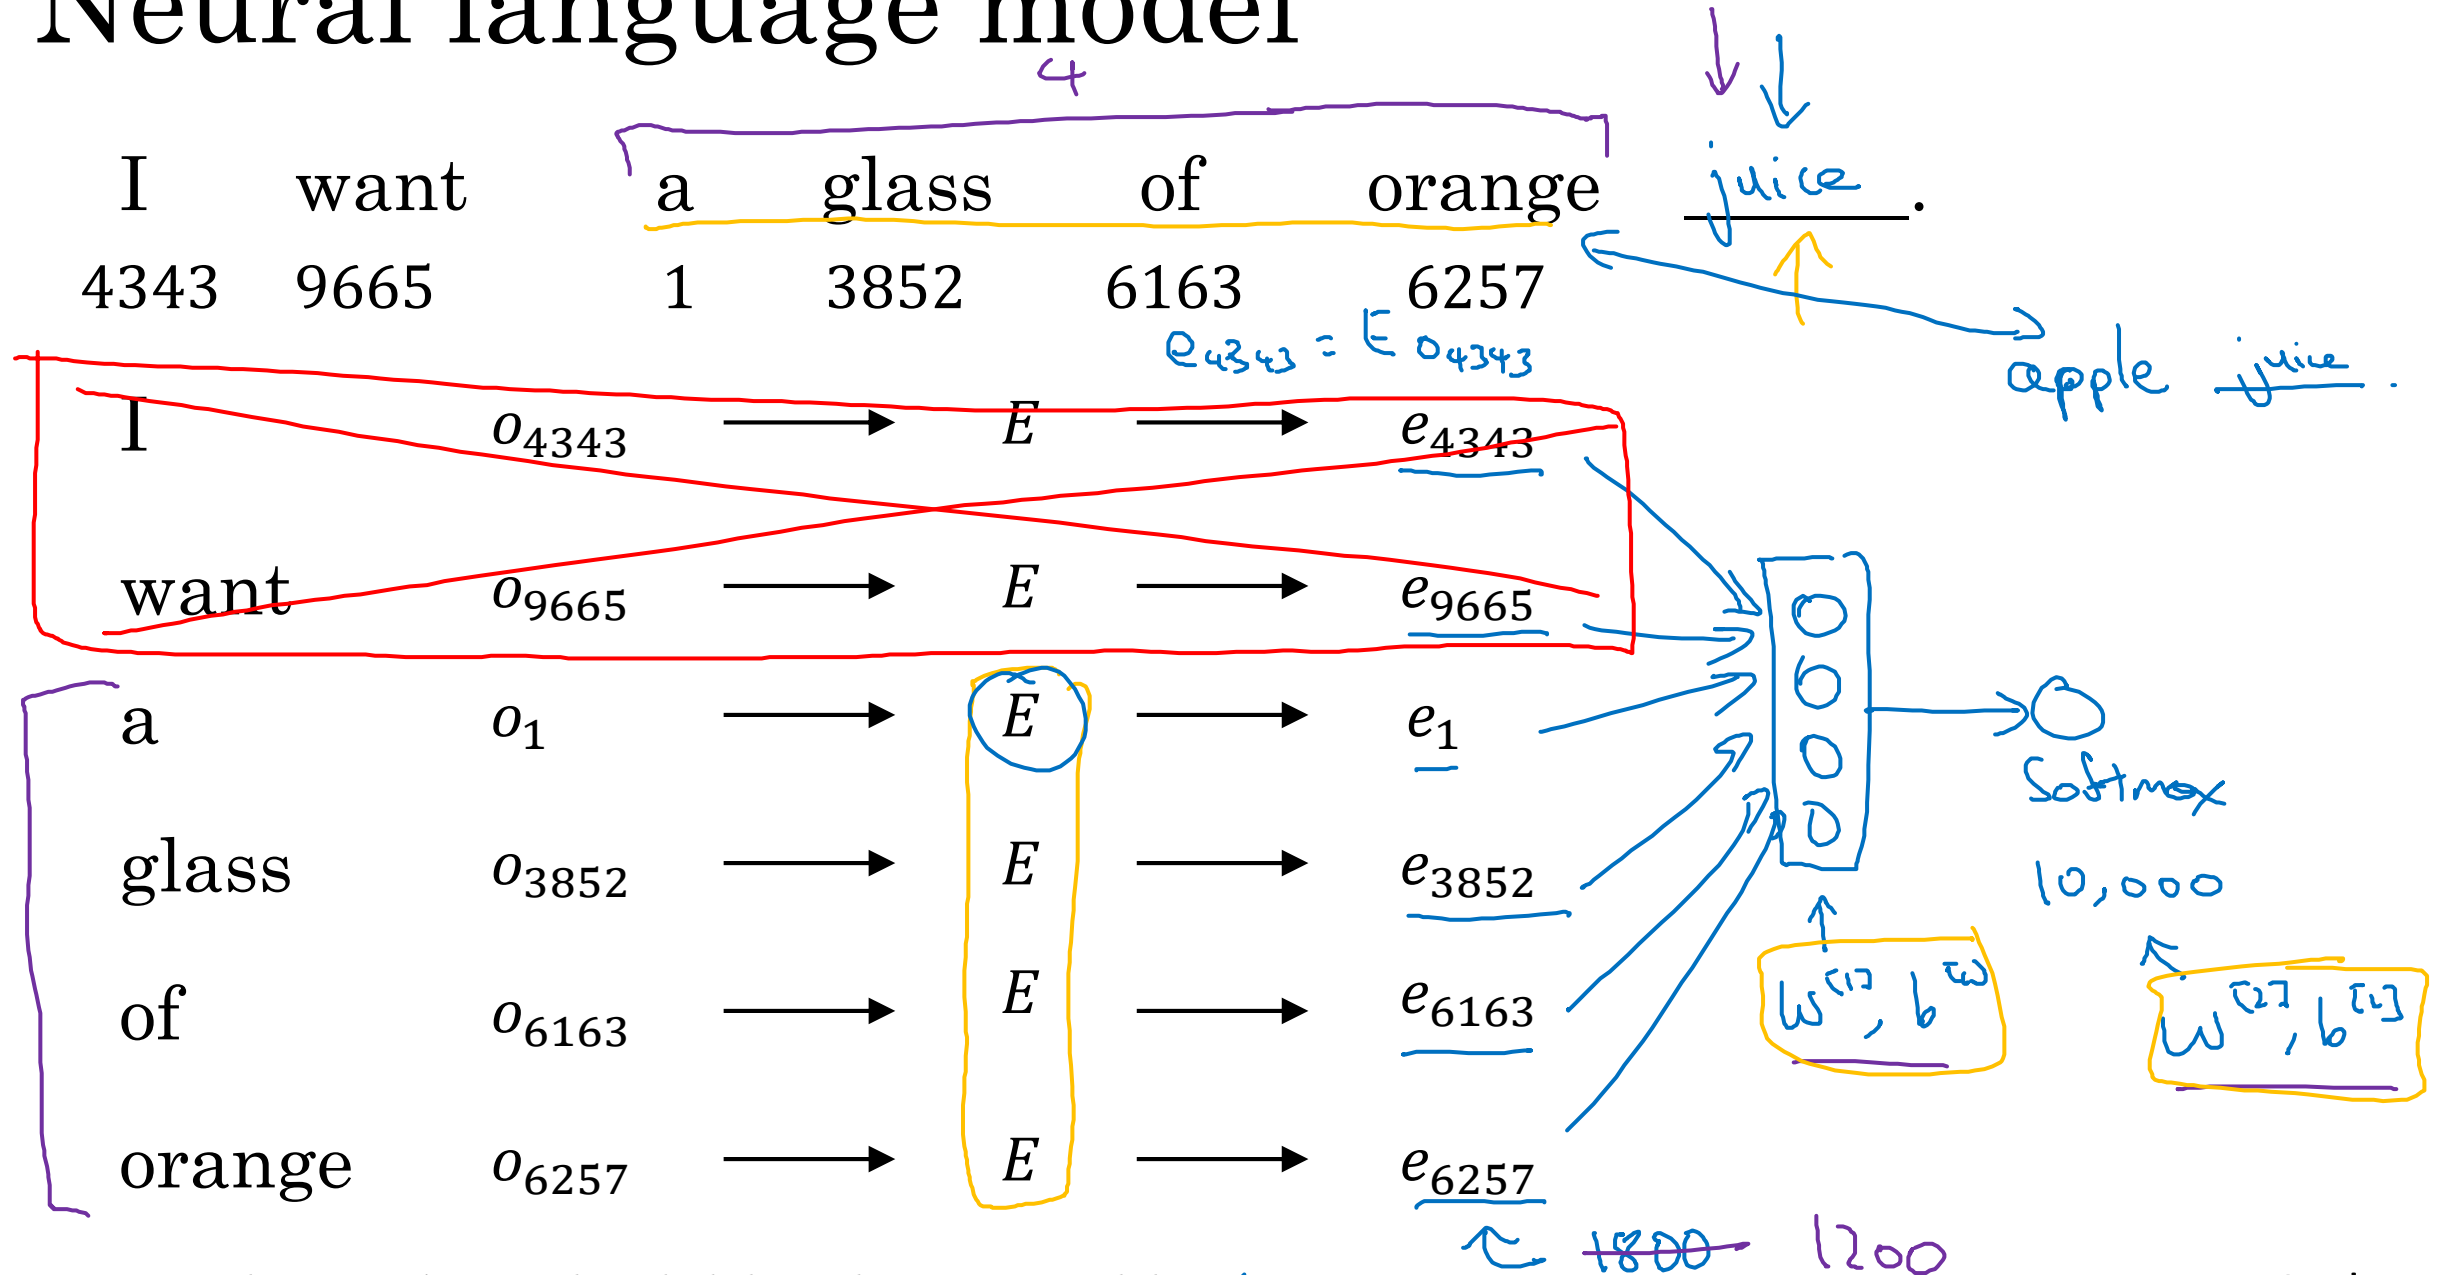 Neural language model
4
I want a glass of orange juice.
4343 9665 1 3852 6163 6257
e4343 = E o4343
apple juice.
I o4343 E e4343
want o9665 E e9665
a o1 E e1
glass o3852 E e3852
of o6163 E e6163
orange o6257 E e6257
Softmax
10,000
W[1], b[1]
W[2], b[2]
1800 1200